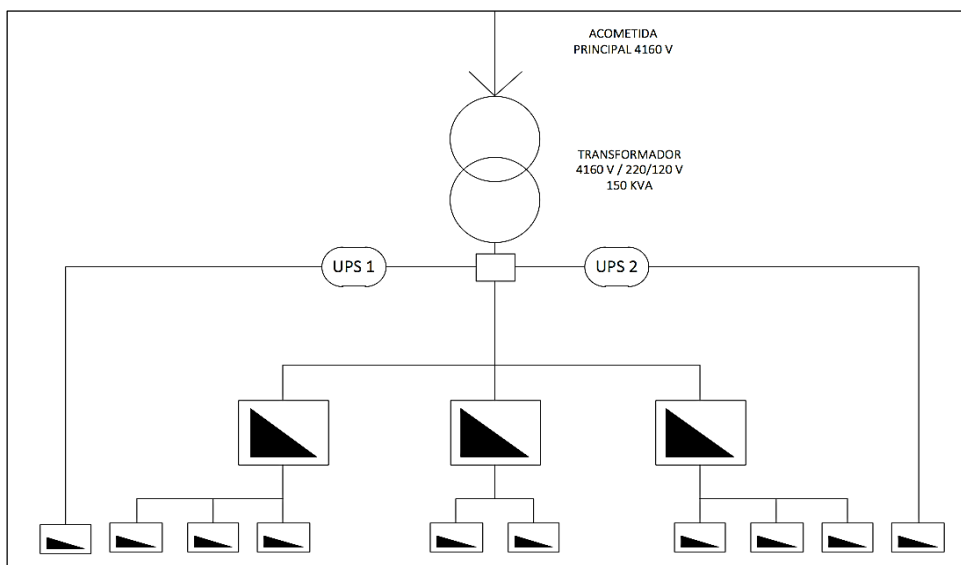 ACOMETIDA
PRINCIPAL 4160 V
TRANSFORMADOR
4160 V / 220/120 V
150 KVA
UPS 1
UPS 2